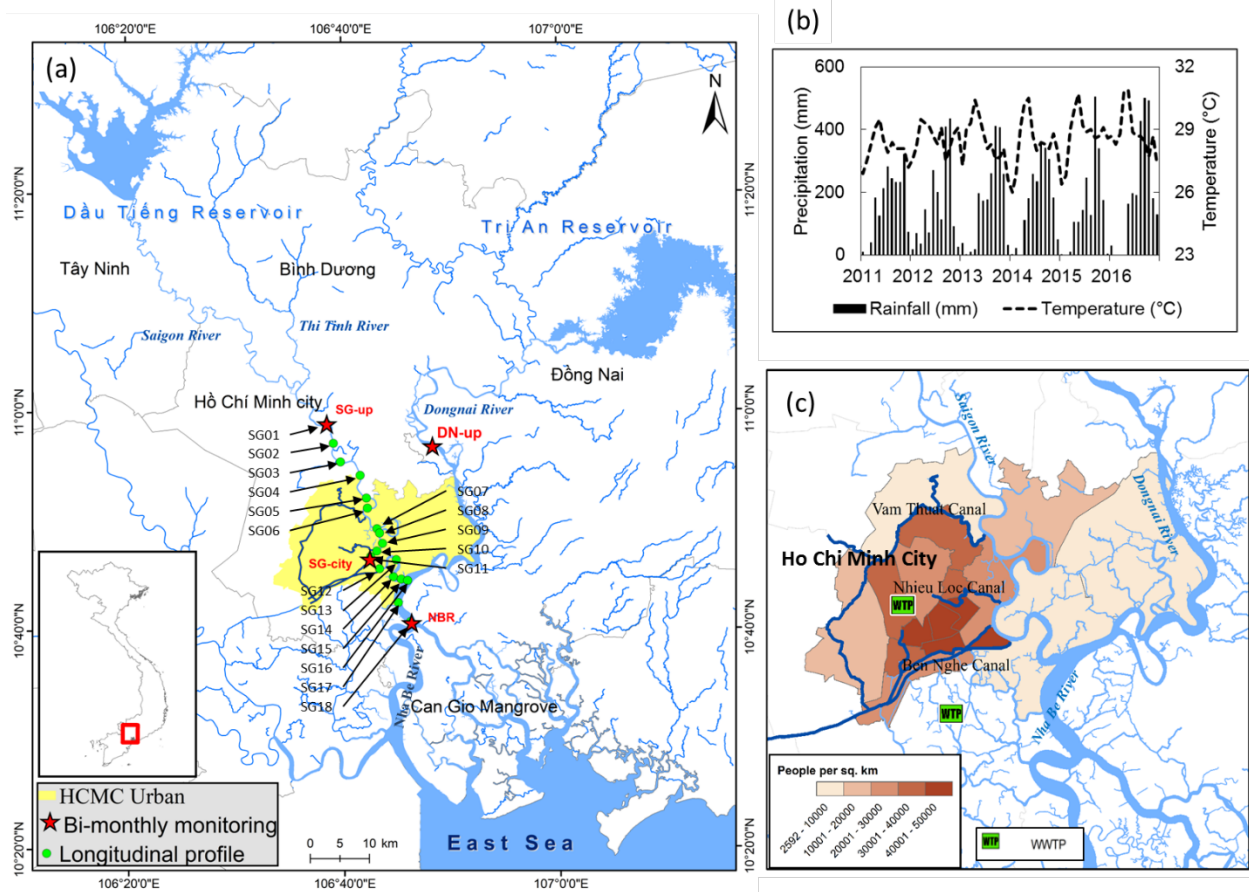 (a)
106°20'0"E
106°40'0"E
107°0'0"E
N
11°20'0"N
11°20'0"N
Dầu Tiếng Reservoir
Trị An Reservoir
Tây Ninh
Bình Dương
Saigon River
Thi Tinh River
Đồng Nai
11°0'0"N
11°0'0"N
Hồ Chí Minh city
SG-up
Dongnai River
DN-up
SG01
SG02
SG03
SG04
SG05
SG06
SG07
SG08
SG09
SG10
SG11
SG-city
SG12
SG13
SG14
SG15
SG16
SG17
SG18
NBR
10°40'0"N
10°40'0"N
Nha Be River
Can Gio Mangrove
East Sea
HCMC Urban
Bi-monthly monitoring
Longitudinal profile
0 5 10 km
10°20'0"N
10°20'0"N
106°20'0"E
106°40'0"E
107°0'0"E
(b)
Precipitation (mm)
600
400
200
0
Temperature (°C)
32
29
26
23
2011 2012 2013 2014 2015 2016
Rainfall (mm)
Temperature (°C)
(c)
Saigon River
Dongnai River
Vam Thuat Canal
Ho Chi Minh City
Nhieu Loc Canal
WTP
Ben Nghe Canal
WTP
Nha Be River
People per sq. km
2592 - 10000
10001 - 20000
20001 - 30000
30001 - 40000
40001 - 50000
WTP
WWTP